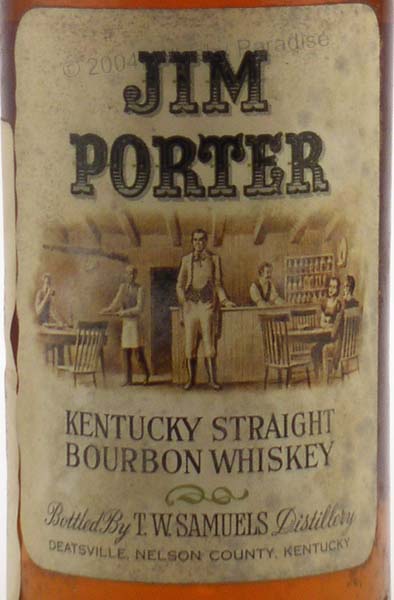 © 2004 Paradise
JIM
PORTER
KENTUCKY STRAIGHT
BOURBON WHISKEY
Bottled By T.W. SAMUELS Distillery
DEATSVILLE, NELSON COUNTY, KENTUCKY